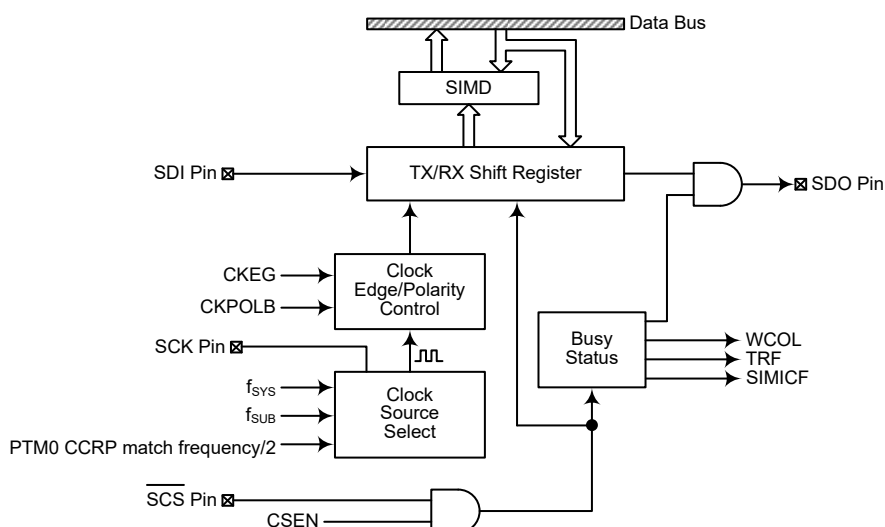 Data Bus
SIMD
SDI Pin
TX/RX Shift Register
SDO Pin
CKEG
CKPOLB
Clock
Edge/Polarity
Control
SCK Pin
Busy
Status
WCOL
TRF
SIMICF
fSYS
fSUB
PTM0 CCRP match frequency/2
Clock
Source
Select
SCS Pin
CSEN